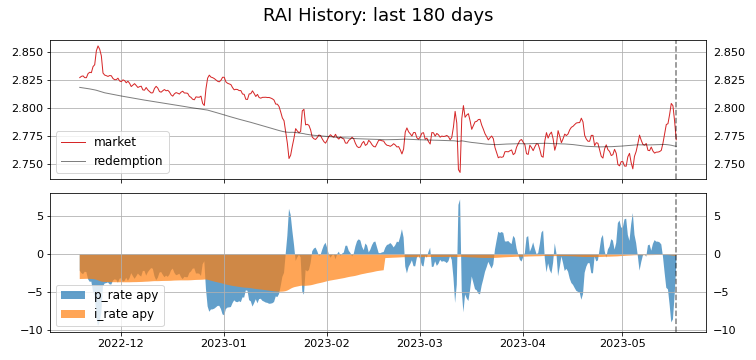 RAI History: last 180 days
2.850 2.850
2.825 2.825
2.800 2.800
2.775 2.775
2.750 2.750
market
redemption
5 5
0 0
−5 −5
−10 −10
p_rate apy
i_rate apy
2022-12 2023-01 2023-02 2023-03 2023-04 2023-05